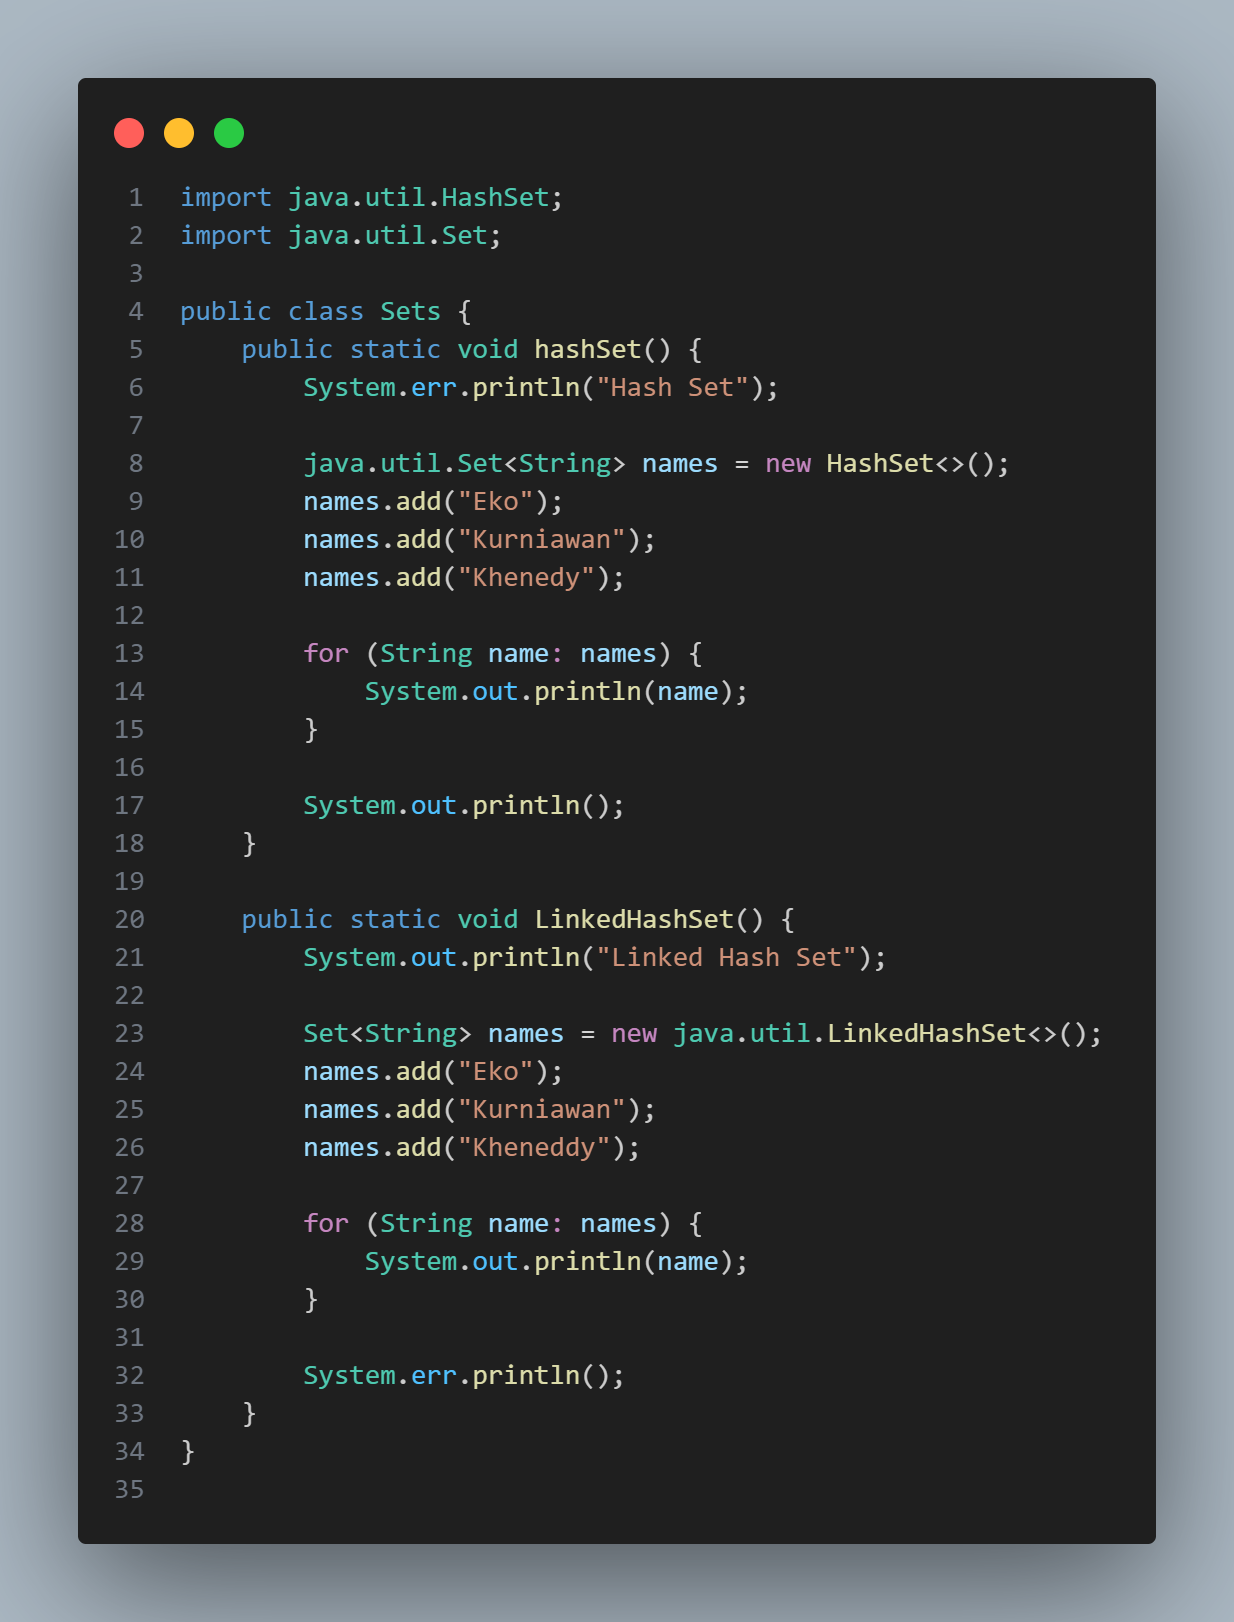 1 import java.util.HashSet;
2 import java.util.Set;
3
4 public class Sets {
5     public static void hashSet() {
6         System.err.println("Hash Set");
7
8         java.util.Set<String> names = new HashSet<>();
9         names.add("Eko");
10         names.add("Kurniawan");
11         names.add("Khenedy");
12
13         for (String name: names) {
14             System.out.println(name);
15         }
16
17         System.out.println();
18     }
19
20     public static void LinkedHashSet() {
21         System.out.println("Linked Hash Set");
22
23         Set<String> names = new java.util.LinkedHashSet<>();
24         names.add("Eko");
25         names.add("Kurniawan");
26         names.add("Kheneddy");
27
28         for (String name: names) {
29             System.out.println(name);
30         }
31
32         System.err.println();
33     }
34 }
35